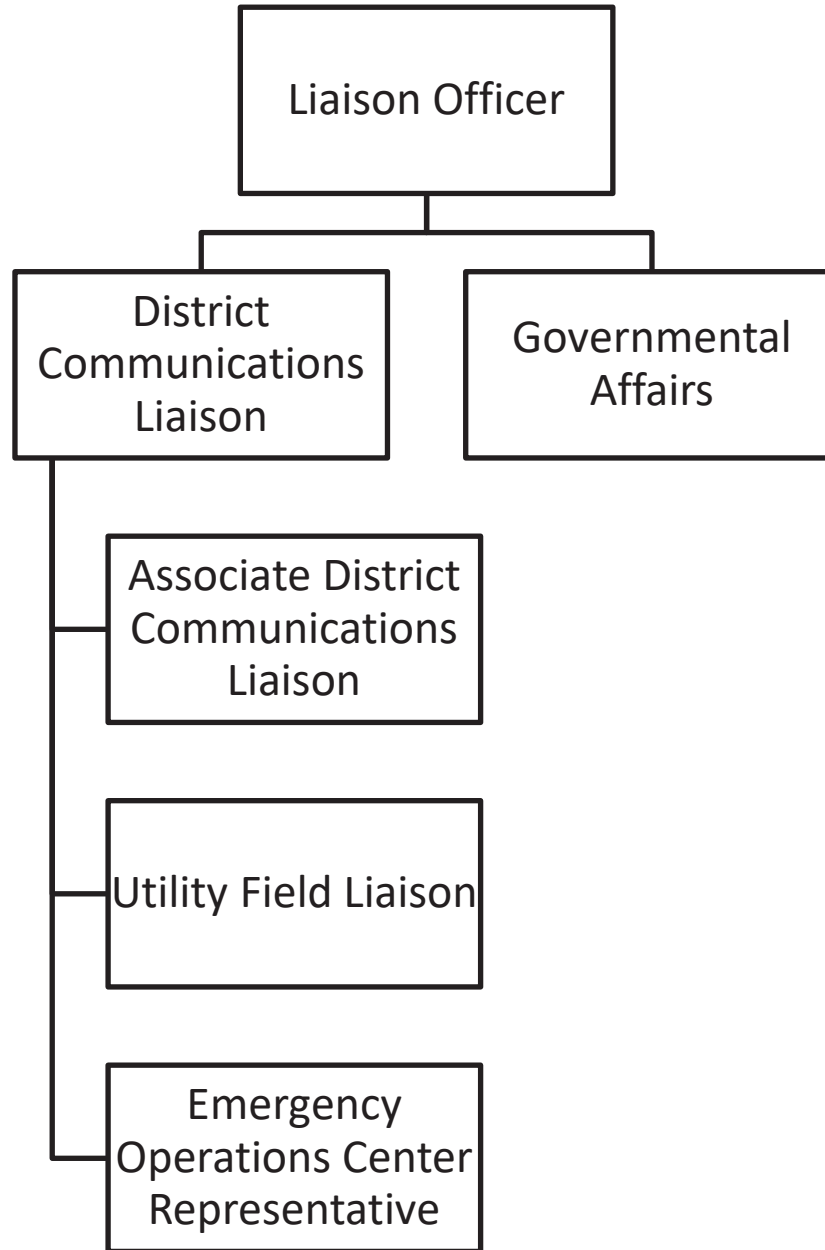 Liaison Officer
District
Communications
Liaison
Governmental
Affairs
Associate District
Communications
Liaison
Utility Field Liaison
Emergency
Operations Center
Representative